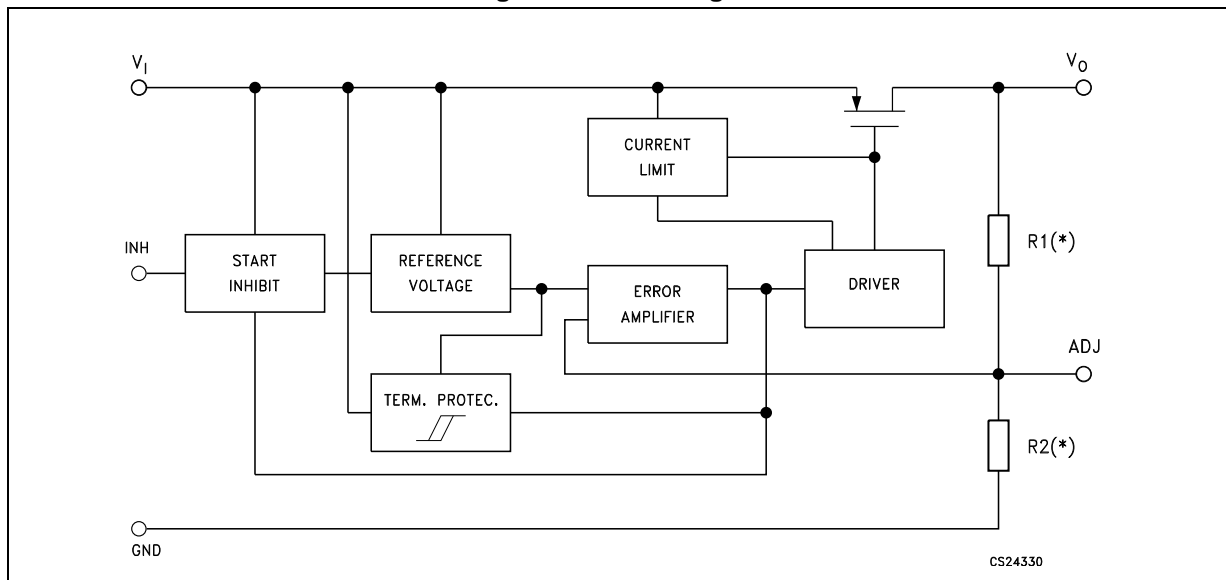 V_I
V_O
CURRENT
LIMIT
INH
START
INHIBIT
REFERENCE
VOLTAGE
ERROR
AMPLIFIER
DRIVER
R1(*)
ADJ
TERM. PROTEC.
R2(*)
GND
CS24330